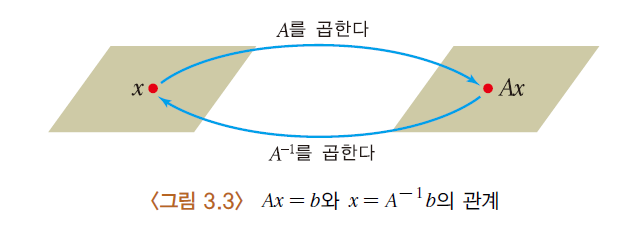 A를 곱한다
x
Ax
A⁻¹를 곱한다
〈그림 3.3〉 Ax = b와 x = A⁻¹b의 관계